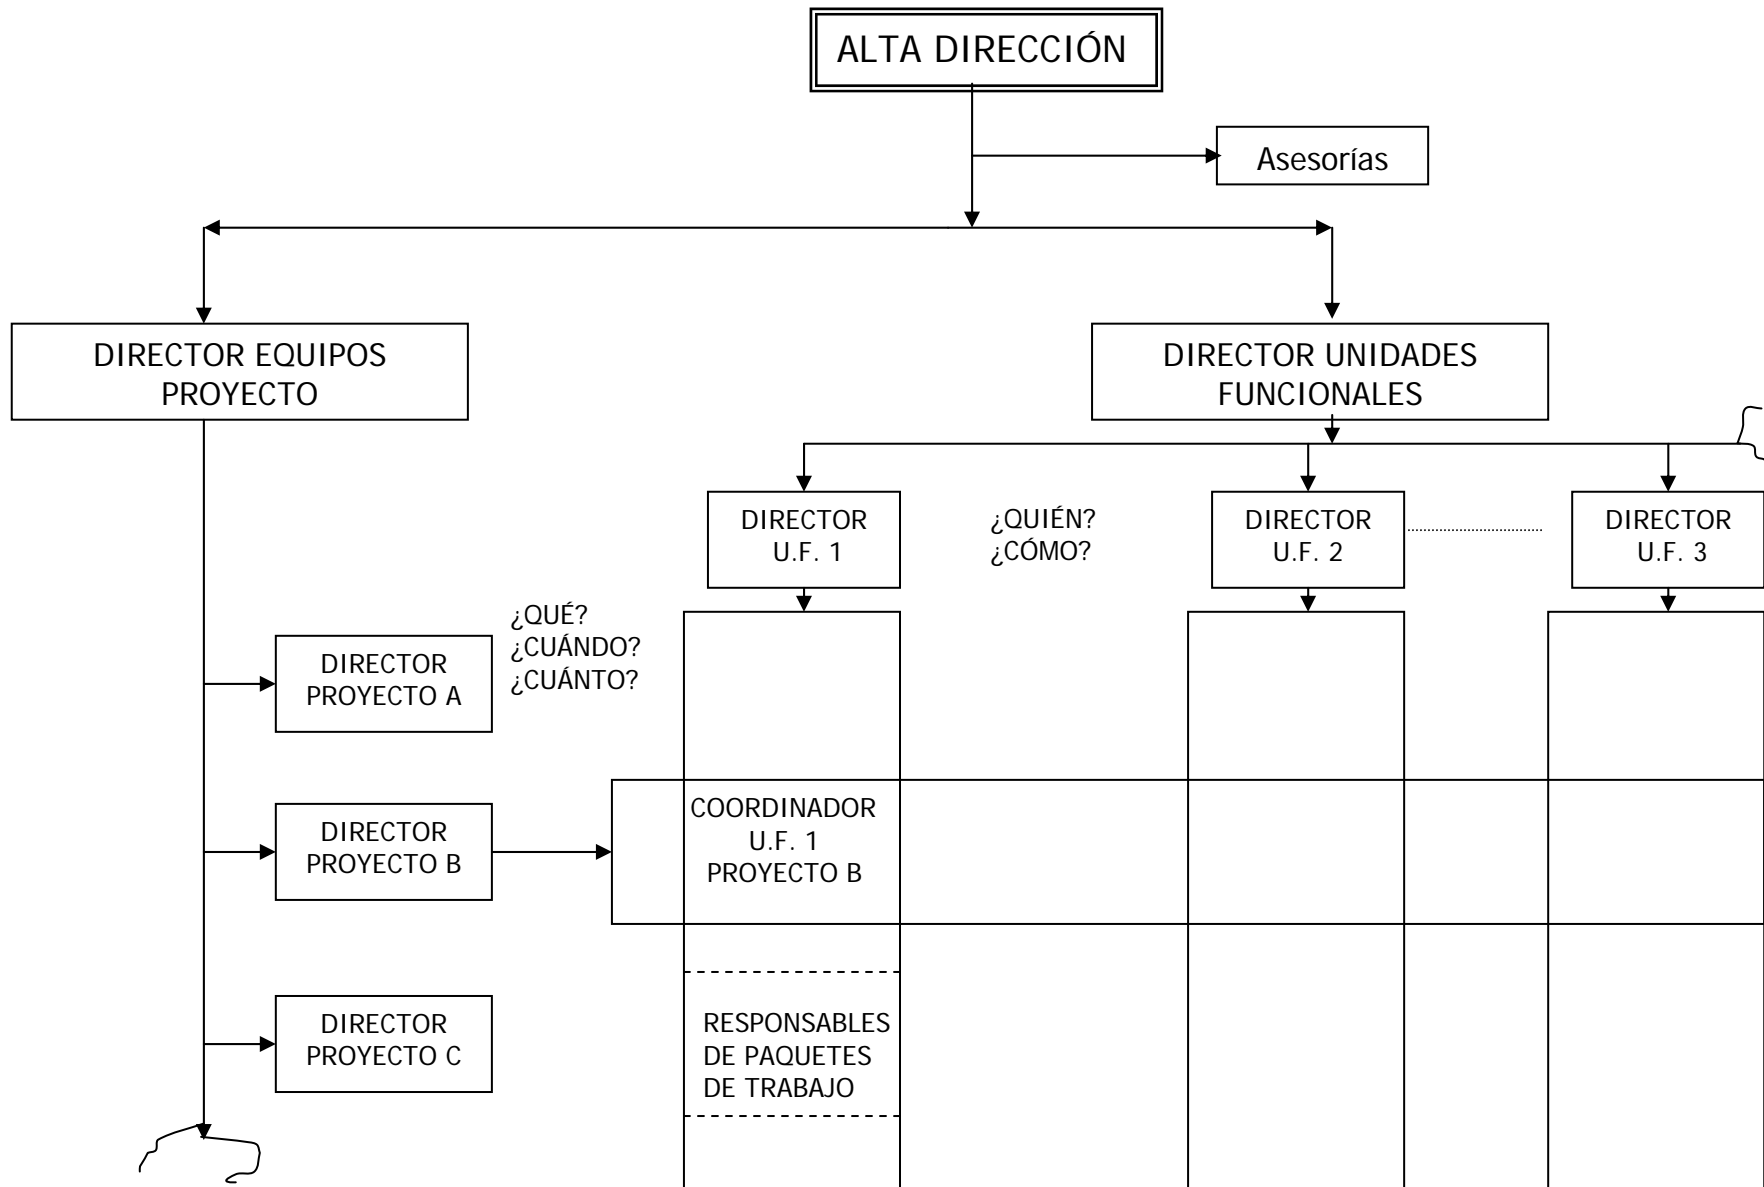 ALTA DIRECCIÓN
Asesorías
DIRECTOR EQUIPOS
PROYECTO
DIRECTOR UNIDADES
FUNCIONALES
DIRECTOR
U.F. 1
¿QUIÉN?
¿CÓMO?
DIRECTOR
U.F. 2
DIRECTOR
U.F. 3
¿QUÉ?
¿CUÁNDO?
¿CUÁNTO?
DIRECTOR
PROYECTO A
DIRECTOR
PROYECTO B
COORDINADOR
U.F. 1
PROYECTO B
DIRECTOR
PROYECTO C
RESPONSABLES
DE PAQUETES
DE TRABAJO